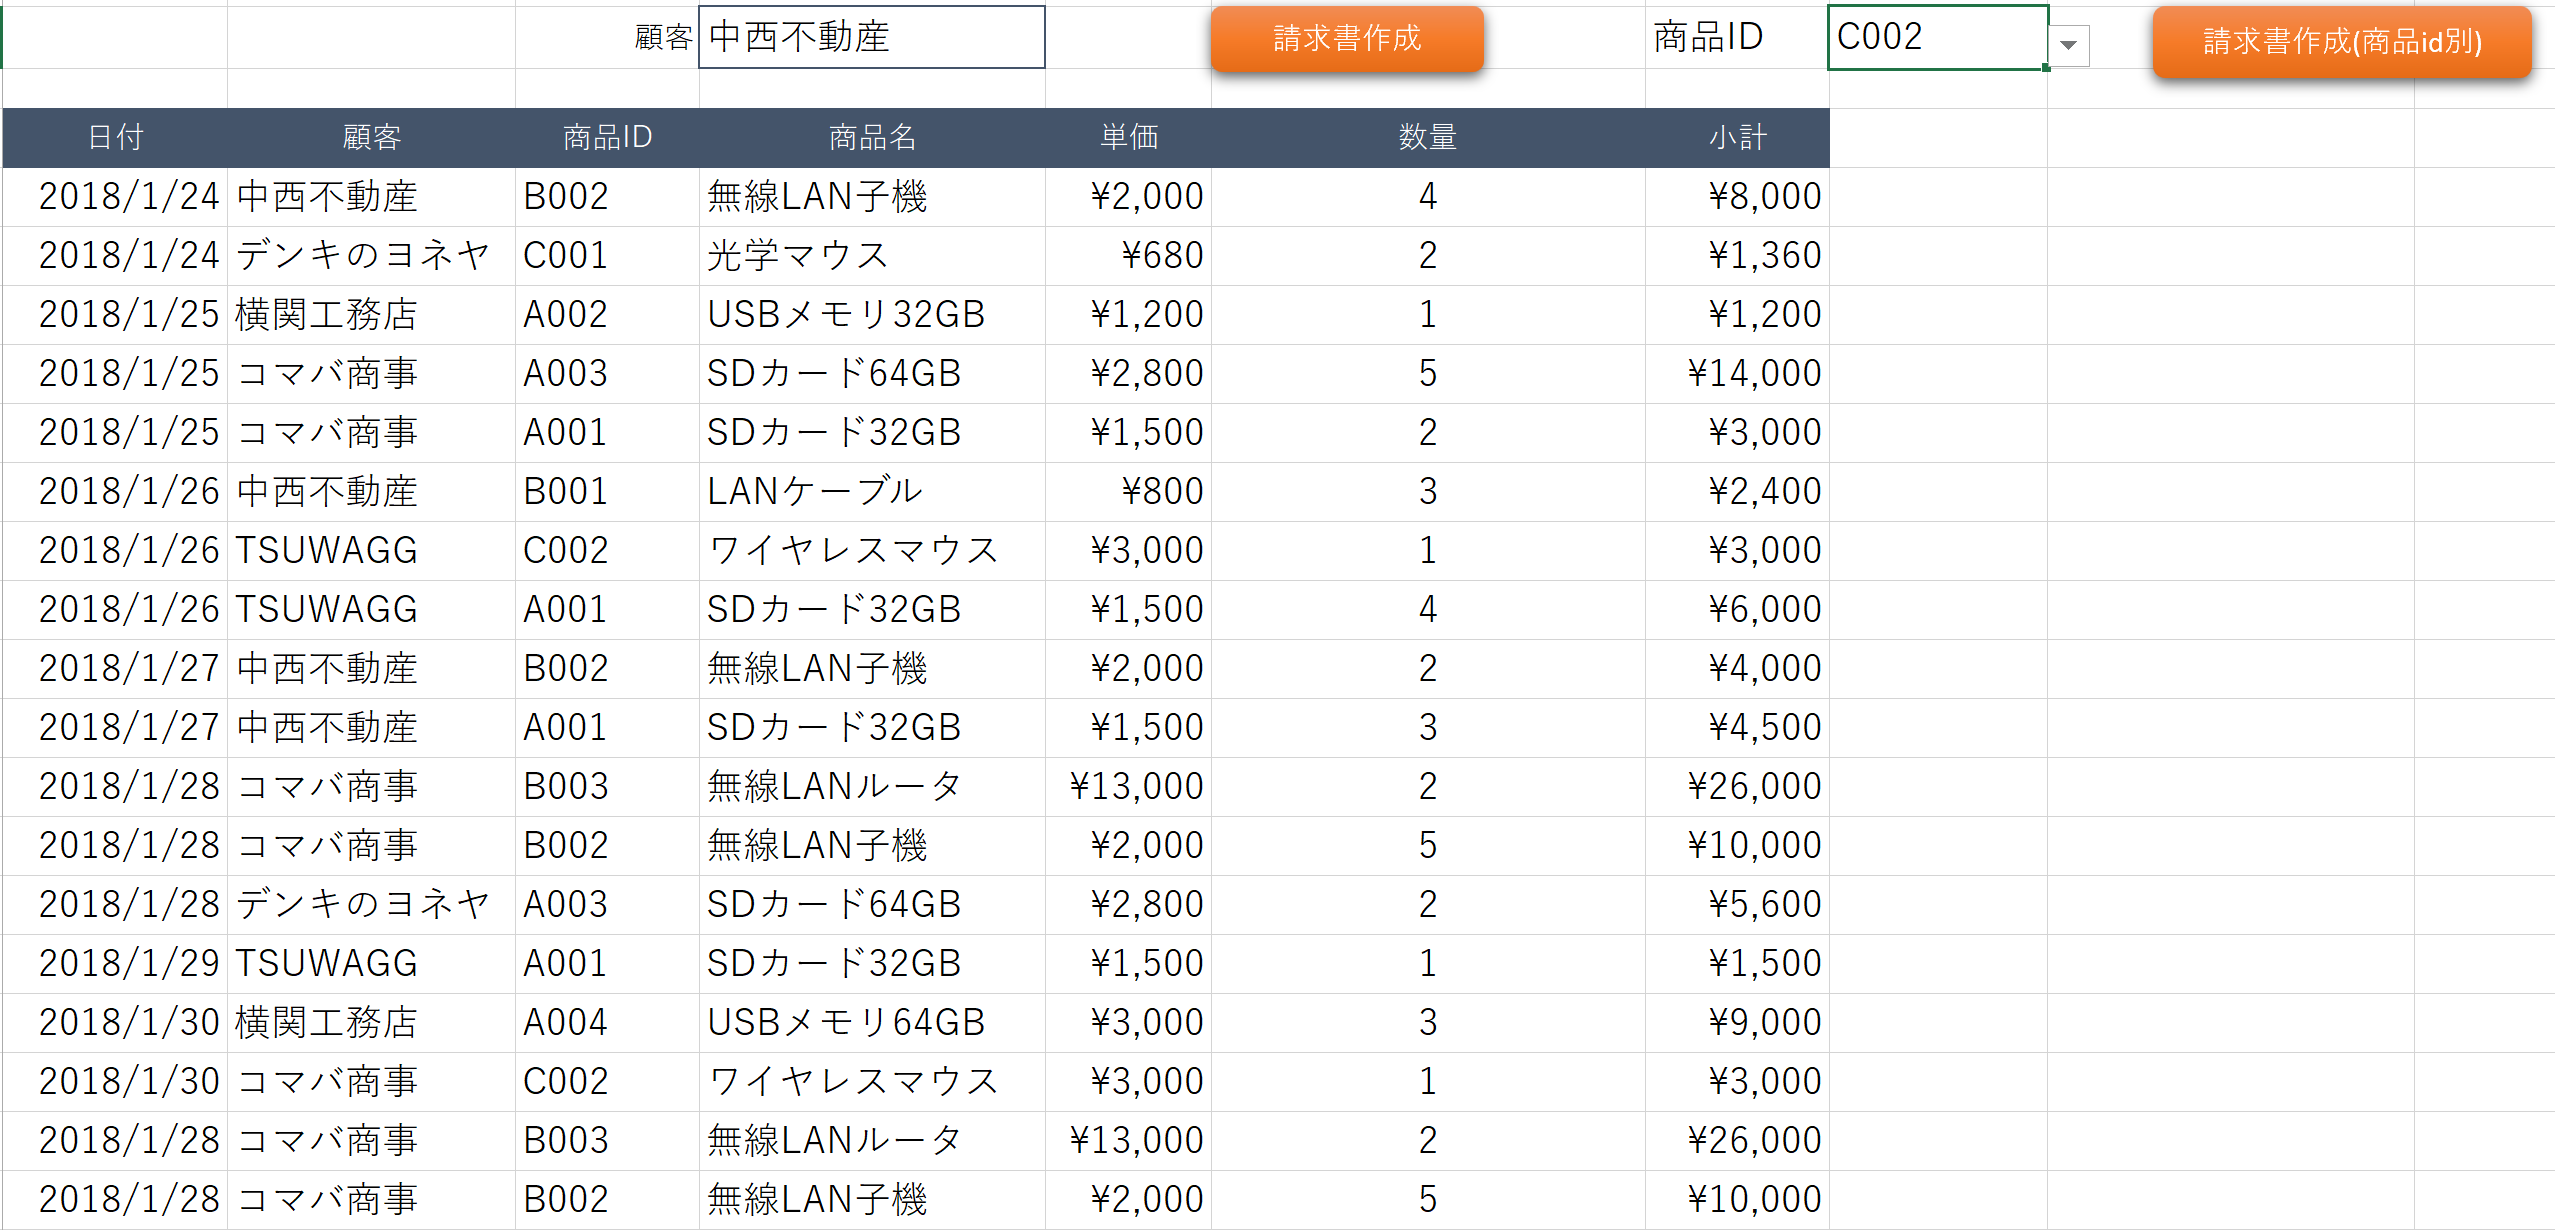 顧客 中西不動産 請求書作成 商品ID C002 請求書作成(商品id別)
日付 顧客 商品ID 商品名 単価 数量 小計
2018/1/24 中西不動産 B002 無線LAN子機 ¥2,000 4 ¥8,000
2018/1/24 デンキのヨネヤ C001 光学マウス ¥680 2 ¥1,360
2018/1/25 横関工務店 A002 USBメモリ32GB ¥1,200 1 ¥1,200
2018/1/25 コマバ商事 A003 SDカード64GB ¥2,800 5 ¥14,000
2018/1/25 コマバ商事 A001 SDカード32GB ¥1,500 2 ¥3,000
2018/1/26 中西不動産 B001 LANケーブル ¥800 3 ¥2,400
2018/1/26 TSUWAGG C002 ワイヤレスマウス ¥3,000 1 ¥3,000
2018/1/26 TSUWAGG A001 SDカード32GB ¥1,500 4 ¥6,000
2018/1/27 中西不動産 B002 無線LAN子機 ¥2,000 2 ¥4,000
2018/1/27 中西不動産 A001 SDカード32GB ¥1,500 3 ¥4,500
2018/1/28 コマバ商事 B003 無線LANルータ ¥13,000 2 ¥26,000
2018/1/28 コマバ商事 B002 無線LAN子機 ¥2,000 5 ¥10,000
2018/1/28 デンキのヨネヤ A003 SDカード64GB ¥2,800 2 ¥5,600
2018/1/29 TSUWAGG A001 SDカード32GB ¥1,500 1 ¥1,500
2018/1/30 横関工務店 A004 USBメモリ64GB ¥3,000 3 ¥9,000
2018/1/30 コマバ商事 C002 ワイヤレスマウス ¥3,000 1 ¥3,000
2018/1/28 コマバ商事 B003 無線LANルータ ¥13,000 2 ¥26,000
2018/1/28 コマバ商事 B002 無線LAN子機 ¥2,000 5 ¥10,000